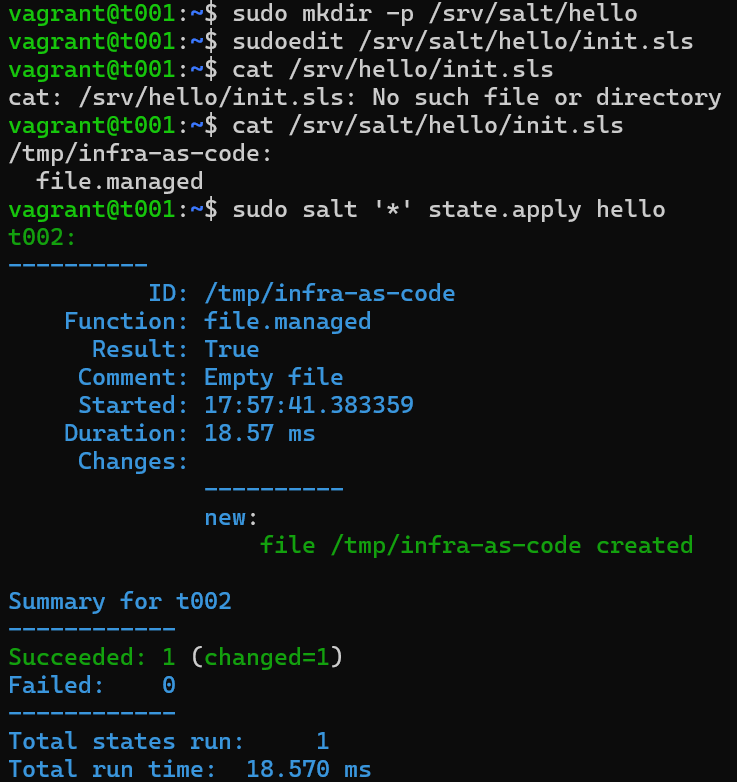 vagrant@t001:~$ sudo mkdir -p /srv/salt/hello
vagrant@t001:~$ sudoedit /srv/salt/hello/init.sls
vagrant@t001:~$ cat /srv/hello/init.sls
cat: /srv/hello/init.sls: No such file or directory
vagrant@t001:~$ cat /srv/salt/hello/init.sls
/tmp/infra-as-code:
  file.managed
vagrant@t001:~$ sudo salt '*' state.apply hello
t002:
----------
          ID: /tmp/infra-as-code
    Function: file.managed
      Result: True
     Comment: Empty file
     Started: 17:57:41.383359
    Duration: 18.57 ms
     Changes:
              ----------
              new:
                  file /tmp/infra-as-code created

Summary for t002
------------
Succeeded: 1 (changed=1)
Failed:    0
------------
Total states run:     1
Total run time:  18.570 ms